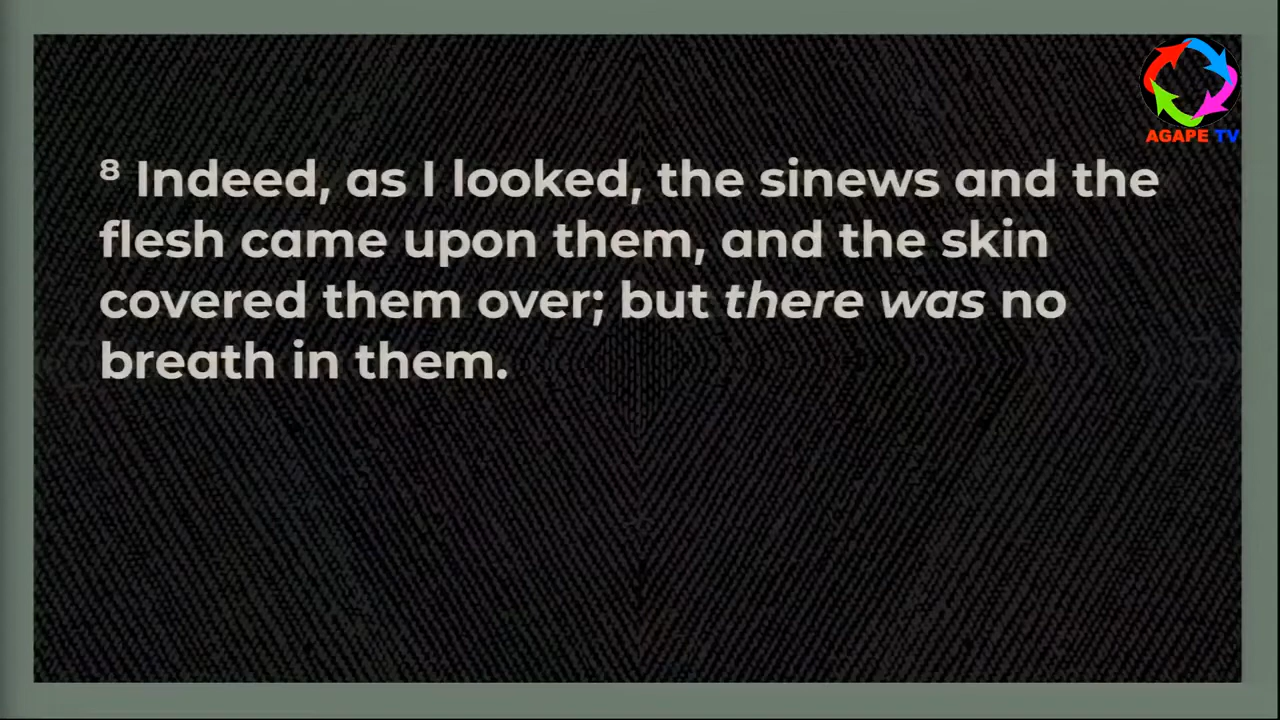 AGAPE TV
⁸ Indeed, as I looked, the sinews and the
flesh came upon them, and the skin
covered them over; but there was no
breath in them.